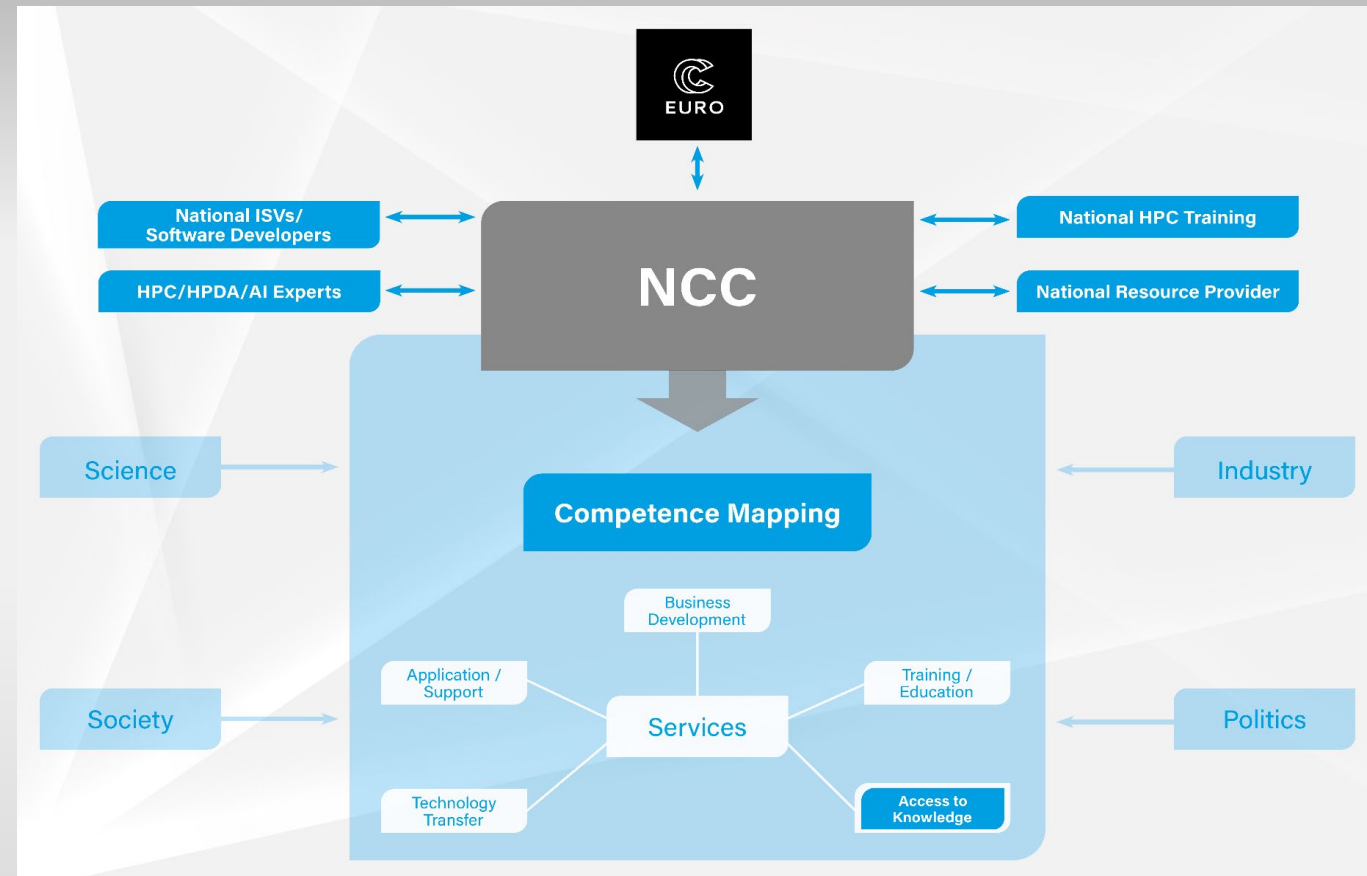 EURO
National ISVs/
Software Developers
National HPC Training
HPC/HPDA/AI Experts
NCC
National Resource Provider
Science
Industry
Competence Mapping
Business
Development
Application /
Support
Training /
Education
Society
Services
Politics
Technology
Transfer
Access to
Knowledge